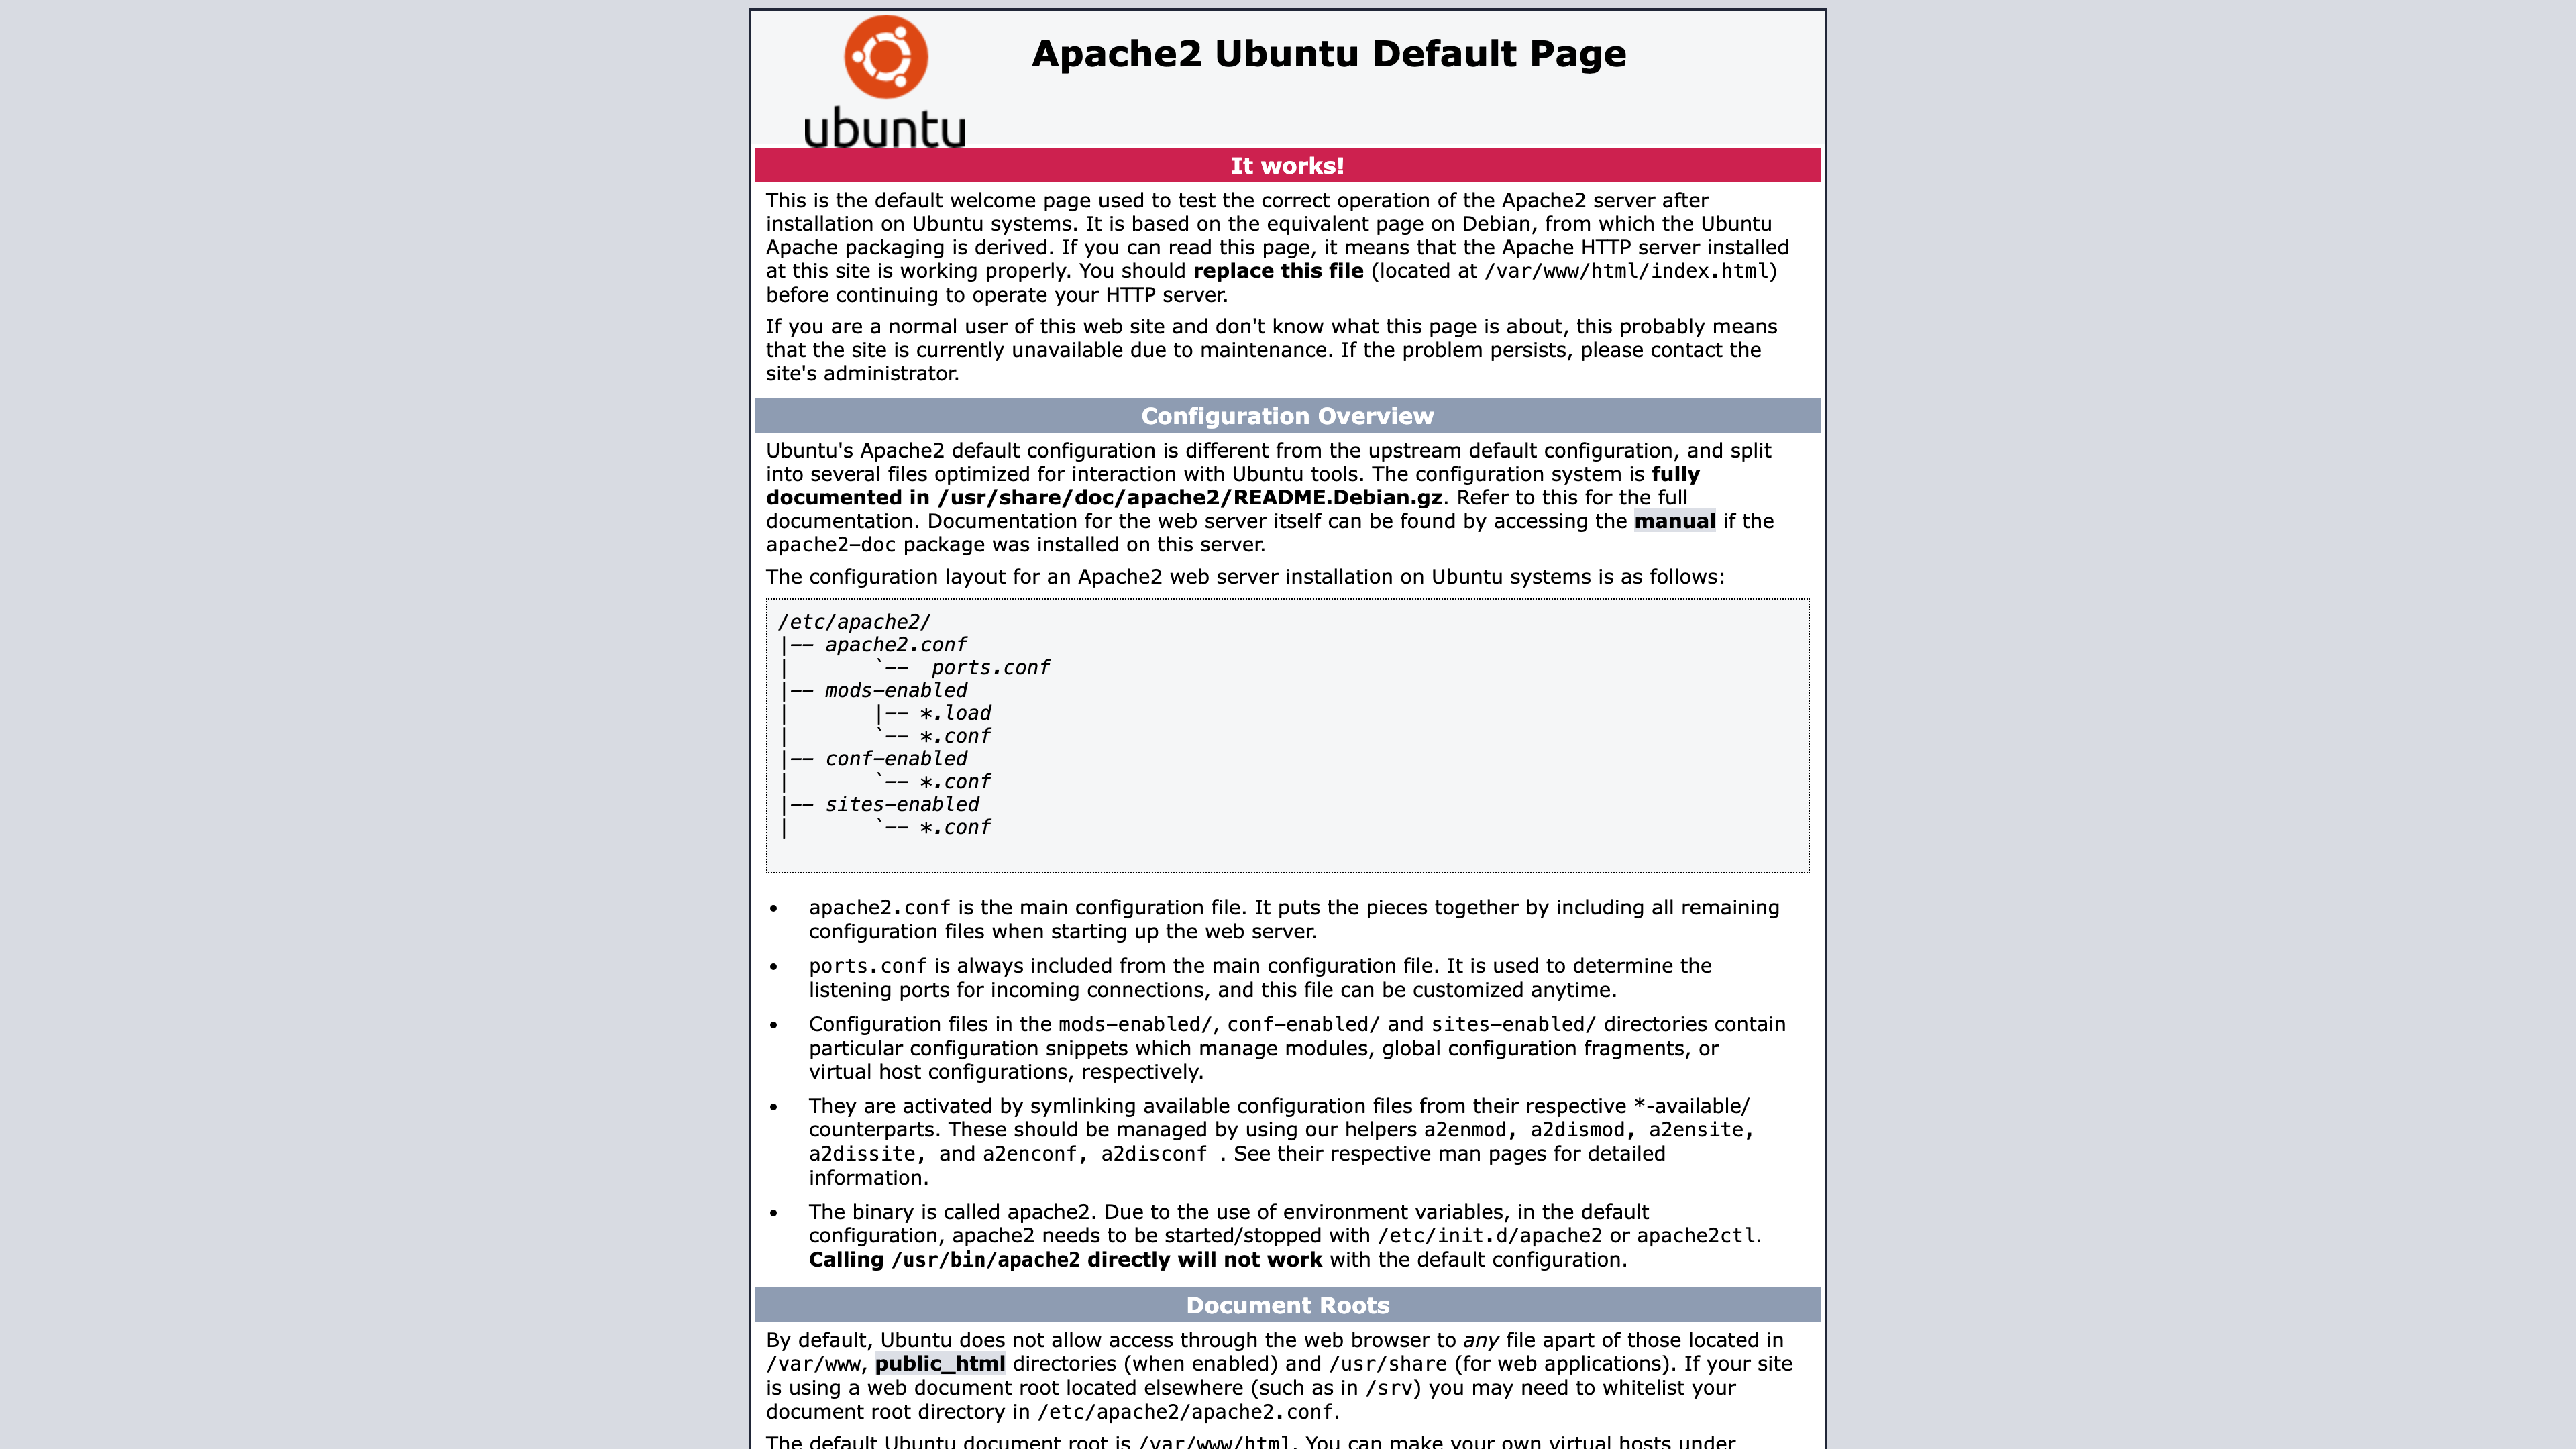 ubuntu
Apache2 Ubuntu Default Page
It works!
This is the default welcome page used to test the correct operation of the Apache2 server after
installation on Ubuntu systems. It is based on the equivalent page on Debian, from which the Ubuntu
Apache packaging is derived. If you can read this page, it means that the Apache HTTP server installed
at this site is working properly. You should replace this file (located at /var/www/html/index.html)
before continuing to operate your HTTP server.
If you are a normal user of this web site and don't know what this page is about, this probably means
that the site is currently unavailable due to maintenance. If the problem persists, please contact the
site's administrator.
Configuration Overview
Ubuntu's Apache2 default configuration is different from the upstream default configuration, and split
into several files optimized for interaction with Ubuntu tools. The configuration system is fully
documented in /usr/share/doc/apache2/README.Debian.gz. Refer to this for the full
documentation. Documentation for the web server itself can be found by accessing the manual if the
apache2-doc package was installed on this server.
The configuration layout for an Apache2 web server installation on Ubuntu systems is as follows:
/etc/apache2/
|-- apache2.conf
|       `--  ports.conf
|-- mods-enabled
|       |-- *.load
|       `-- *.conf
|-- conf-enabled
|       `-- *.conf
|-- sites-enabled
|       `-- *.conf
• apache2.conf is the main configuration file. It puts the pieces together by including all remaining
configuration files when starting up the web server.
• ports.conf is always included from the main configuration file. It is used to determine the
listening ports for incoming connections, and this file can be customized anytime.
• Configuration files in the mods-enabled/, conf-enabled/ and sites-enabled/ directories contain
particular configuration snippets which manage modules, global configuration fragments, or
virtual host configurations, respectively.
• They are activated by symlinking available configuration files from their respective *-available/
counterparts. These should be managed by using our helpers a2enmod, a2dismod, a2ensite,
a2dissite, and a2enconf, a2disconf . See their respective man pages for detailed
information.
• The binary is called apache2. Due to the use of environment variables, in the default
configuration, apache2 needs to be started/stopped with /etc/init.d/apache2 or apache2ctl.
Calling /usr/bin/apache2 directly will not work with the default configuration.
Document Roots
By default, Ubuntu does not allow access through the web browser to any file apart of those located in
/var/www, public_html directories (when enabled) and /usr/share (for web applications). If your site
is using a web document root located elsewhere (such as in /srv) you may need to whitelist your
document root directory in /etc/apache2/apache2.conf.
The default Ubuntu document root is /var/www/html. You can make your own virtual hosts under